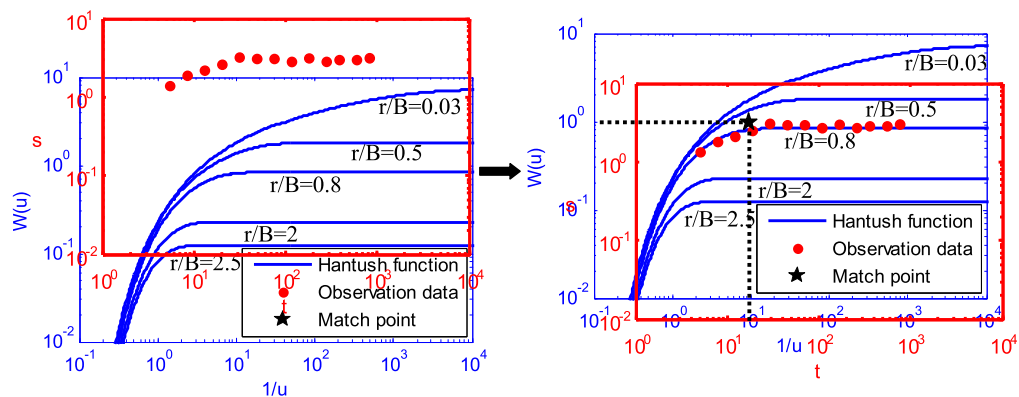 10^1
10^1
10^0
s
10^0
W(u)
10^-1
10^-1
10^-2
10^-2
r/B=0.03
r/B=0.5
r/B=0.8
r/B=2
r/B=2.5
Hantush function
Observation data
Match point
10^0
10^1
10^2
10^3
10^4
t
10^-1
10^0
10^1
10^2
10^3
10^4
1/u
10^0
10^1
10^1
10^0
W(u)
10^0
s
10^-1
10^-1
10^-2
10^-2
r/B=0.03
r/B=0.5
r/B=0.8
r/B=2
r/B=2.5
Hantush function
Observation data
Match point
10^-1
10^0
10^1
10^2
10^3
10^4
1/u
10^0
10^1
10^2
10^3
t